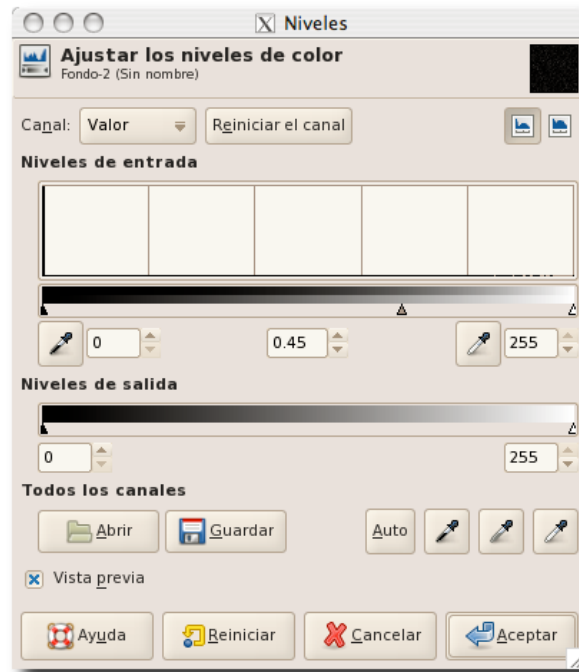 Niveles
Ajustar los niveles de color
Fondo-2 (Sin nombre)
Canal: Valor Reiniciar el canal
Niveles de entrada
0 0.45 255
Niveles de salida
0 255
Todos los canales
Abrir Guardar Auto
Vista previa
Ayuda Reiniciar Cancelar Aceptar